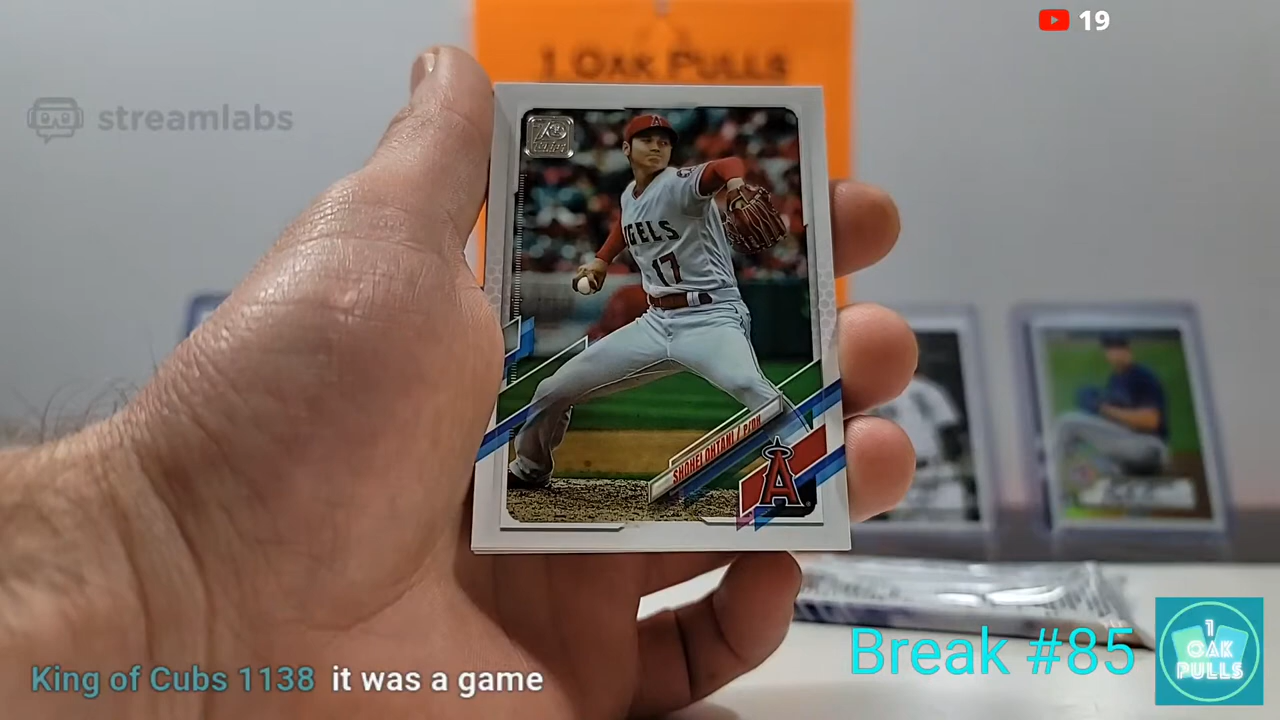 19
1 OAK PULLS
streamlabs
70
ANGELS
17
SHOHEI OHTANI / P/DH
A
Break #85
1
OAK
PULLS
King of Cubs 1138 it was a game